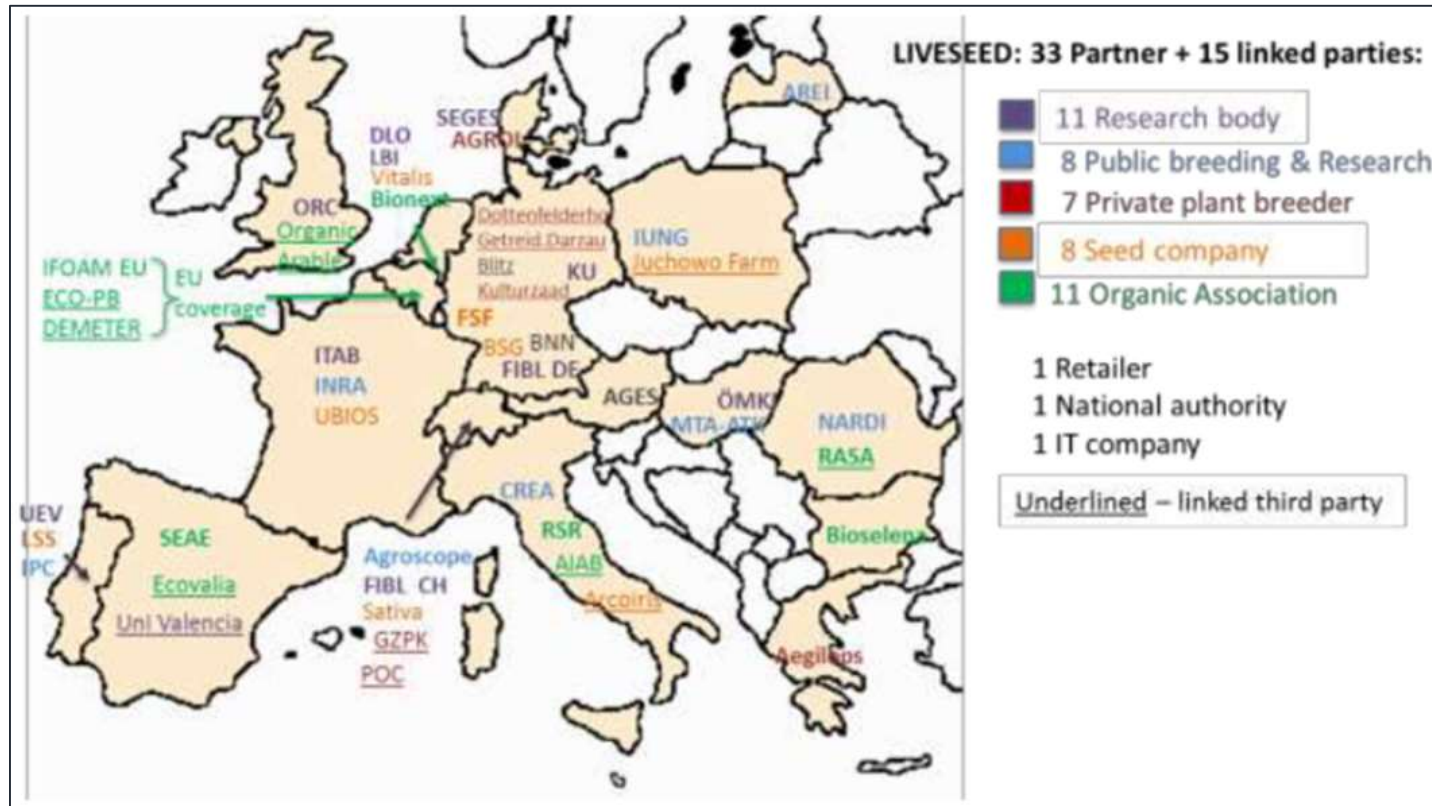 LIVESEED: 33 Partner + 15 linked parties:
11 Research body
8 Public breeding & Research
7 Private plant breeder
8 Seed company
11 Organic Association
1 Retailer
1 National authority
1 IT company
Underlined – linked third party
AREI
SEGES
DLO
LBI
Vitalis
Bionext
ORC
Organic
Arable
IFOAM EU
ECO-PB
DEMETER
EU
coverage
Getreid.Darzau
Blitz
KU
Kulturzaad
FSF
BSG BNN
FIBL DE
IUNG
Juchowo Farm
ITAB
INRA
UBIOS
AGES
ÖMKI
MTA-ATK
NARDI
RASA
CREA
RSR
AIAB
Arcoiris
Bioselena
Aegilops
UEV
LSS
IPC
SEAE
Ecovalia
Uni Valencia
Agroscope
FIBL CH
Sativa
GZPK
POC